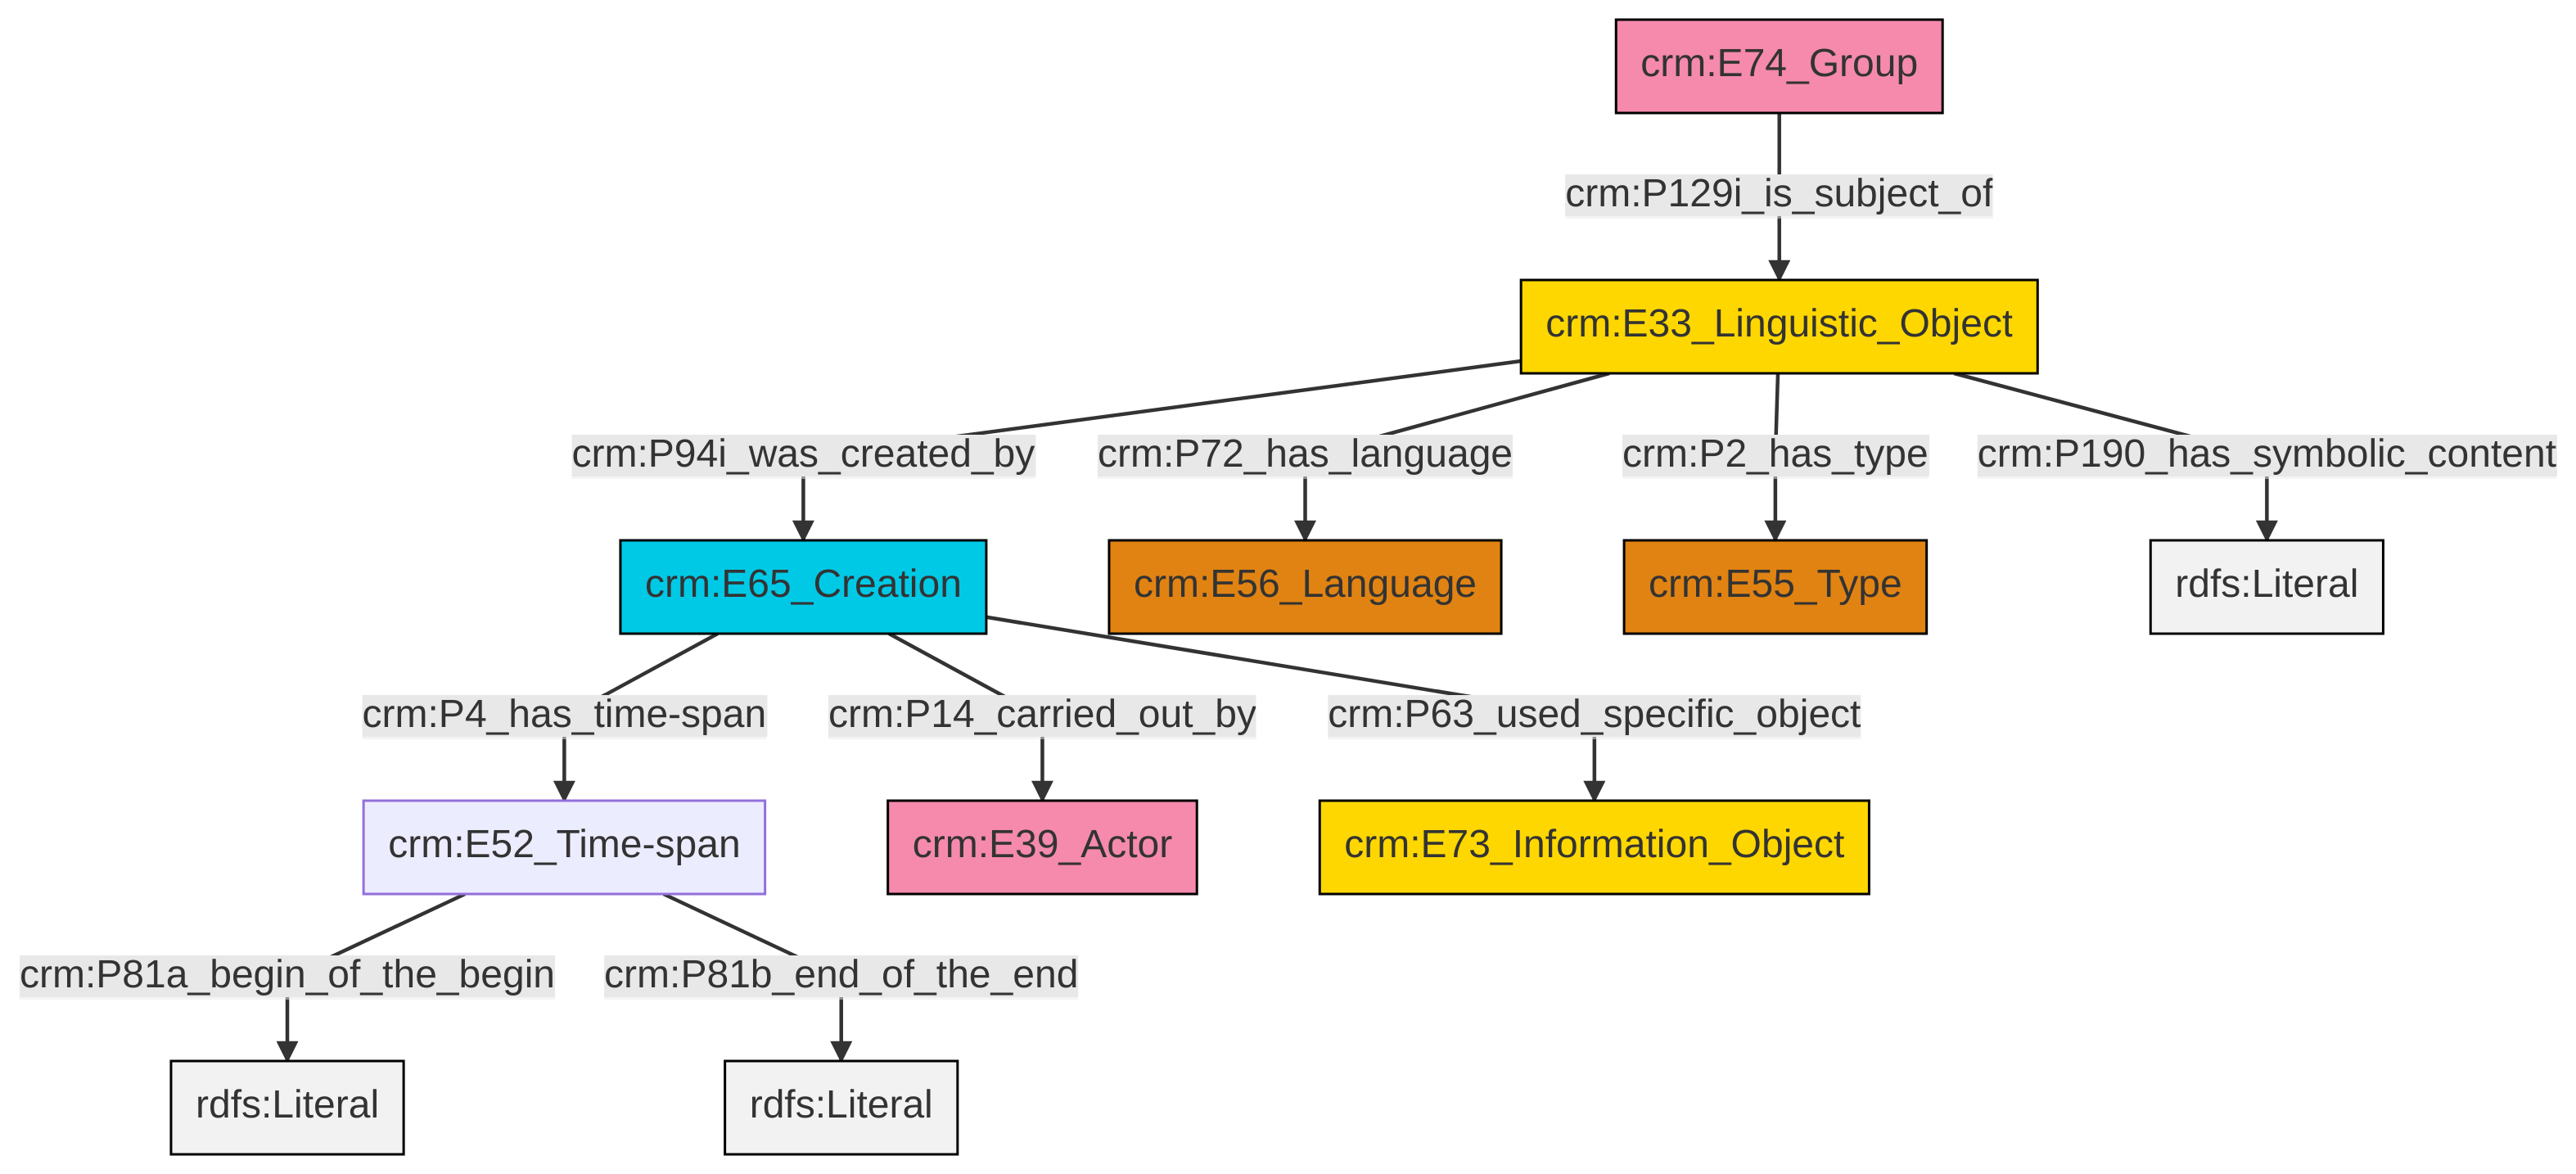 crm:E74_Group
crm:P129i_is_subject_of
crm:E33_Linguistic_Object
crm:P94i_was_created_by
crm:P72_has_language
crm:P2_has_type
crm:P190_has_symbolic_content
crm:E65_Creation
crm:E56_Language
crm:E55_Type
rdfs:Literal
crm:P4_has_time-span
crm:P14_carried_out_by
crm:P63_used_specific_object
crm:E52_Time-span
crm:E39_Actor
crm:E73_Information_Object
crm:P81a_begin_of_the_begin
crm:P81b_end_of_the_end
rdfs:Literal
rdfs:Literal